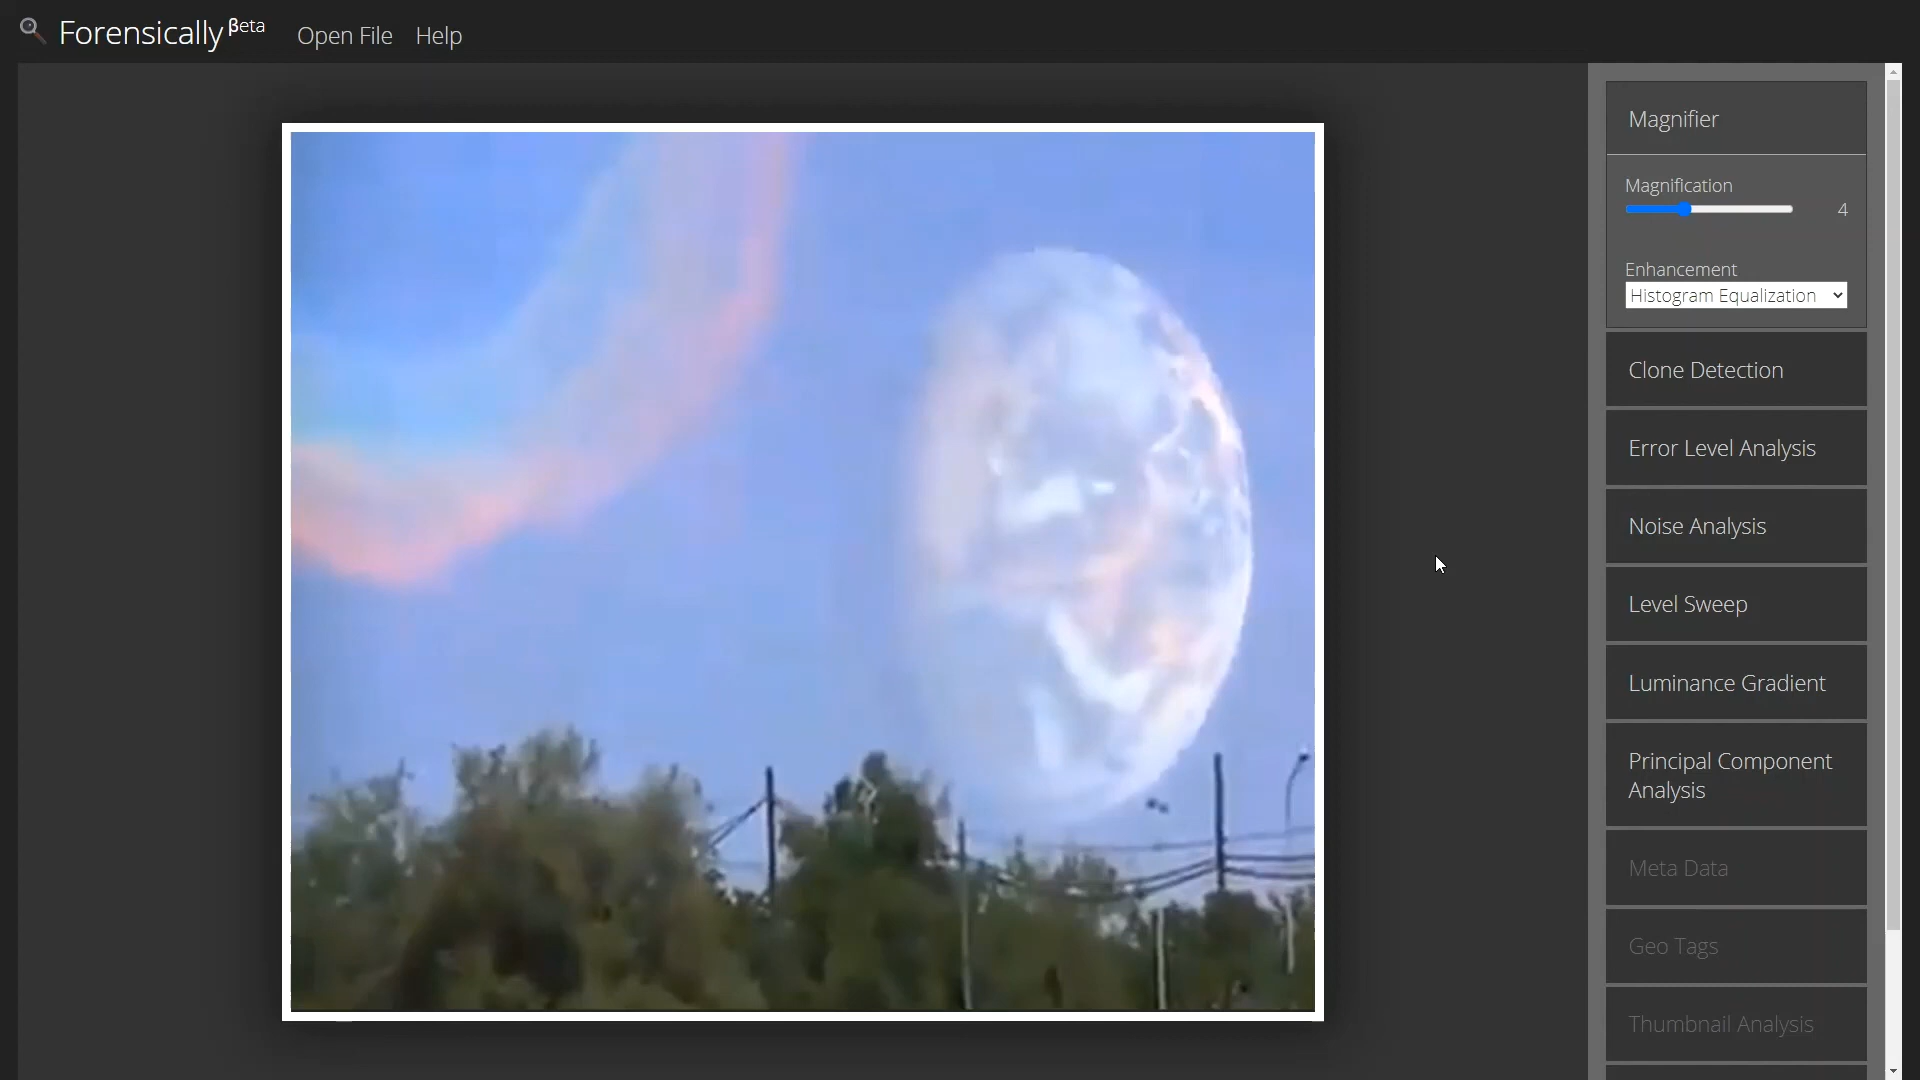 Forensically βeta
Open File
Help
Magnifier
Magnification
4
Enhancement
Histogram Equalization
Clone Detection
Error Level Analysis
Noise Analysis
Level Sweep
Luminance Gradient
Principal Component
Analysis
Meta Data
Geo Tags
Thumbnail Analysis